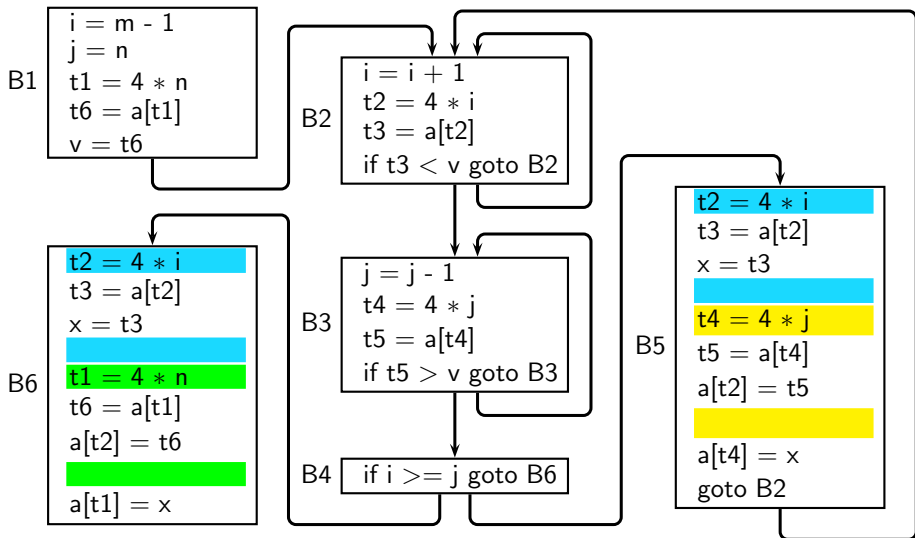 B1
i = m - 1
j = n
t1 = 4 * n
t6 = a[t1]
v = t6
B2
i = i + 1
t2 = 4 * i
t3 = a[t2]
if t3 < v goto B2
B3
j = j - 1
t4 = 4 * j
t5 = a[t4]
if t5 > v goto B3
B4
if i >= j goto B6
B5
t2 = 4 * i
t3 = a[t2]
x = t3
t4 = 4 * j
t5 = a[t4]
a[t2] = t5
a[t4] = x
goto B2
B6
t2 = 4 * i
t3 = a[t2]
x = t3
t1 = 4 * n
t6 = a[t1]
a[t2] = t6
a[t1] = x